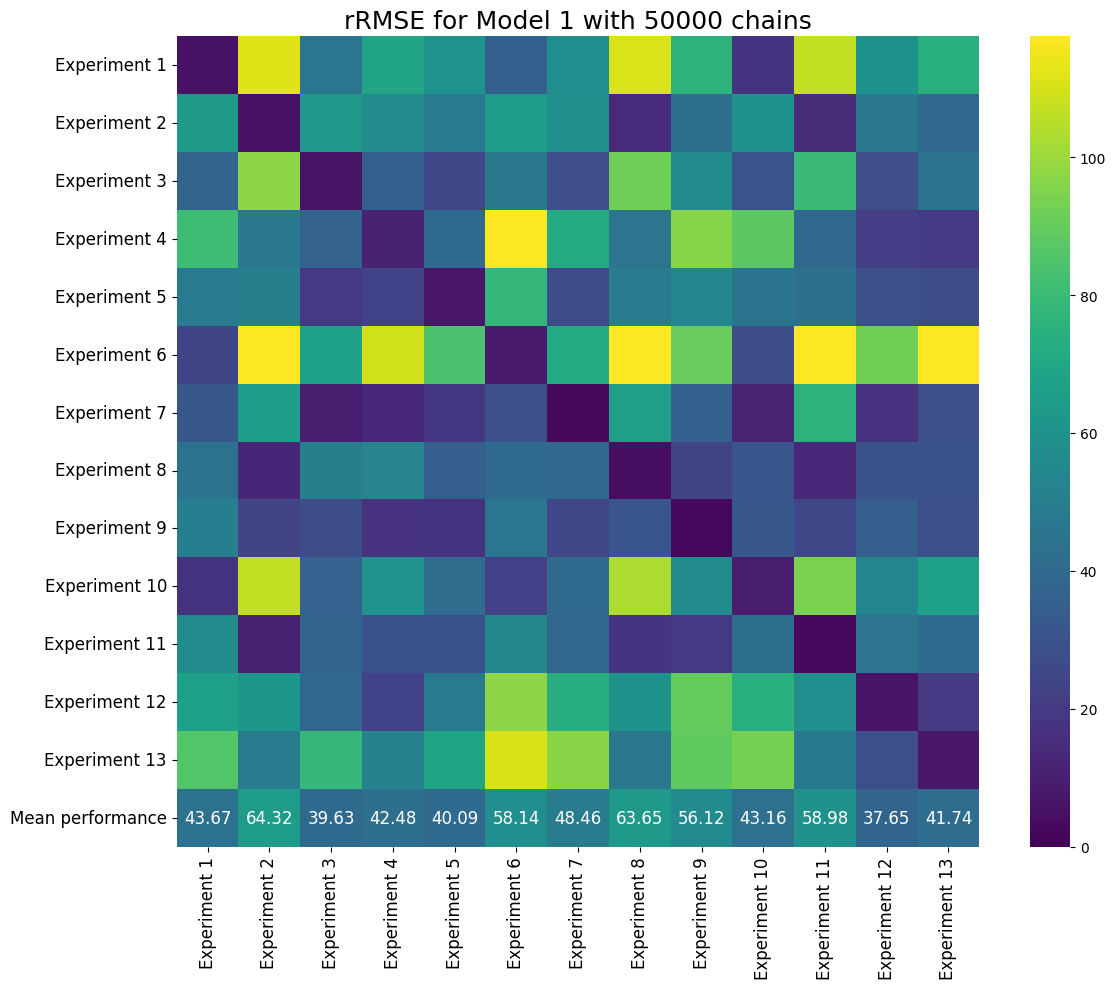 rRMSE for Model 1 with 50000 chains
Experiment 1
Experiment 2
Experiment 3
Experiment 4
Experiment 5
Experiment 6
Experiment 7
Experiment 8
Experiment 9
Experiment 10
Experiment 11
Experiment 12
Experiment 13
Mean performance
43.67 64.32 39.63 42.48 40.09 58.14 48.46 63.65 56.12 43.16 58.98 37.65 41.74
Experiment 1
Experiment 2
Experiment 3
Experiment 4
Experiment 5
Experiment 6
Experiment 7
Experiment 8
Experiment 9
Experiment 10
Experiment 11
Experiment 12
Experiment 13
100
80
60
40
20
0